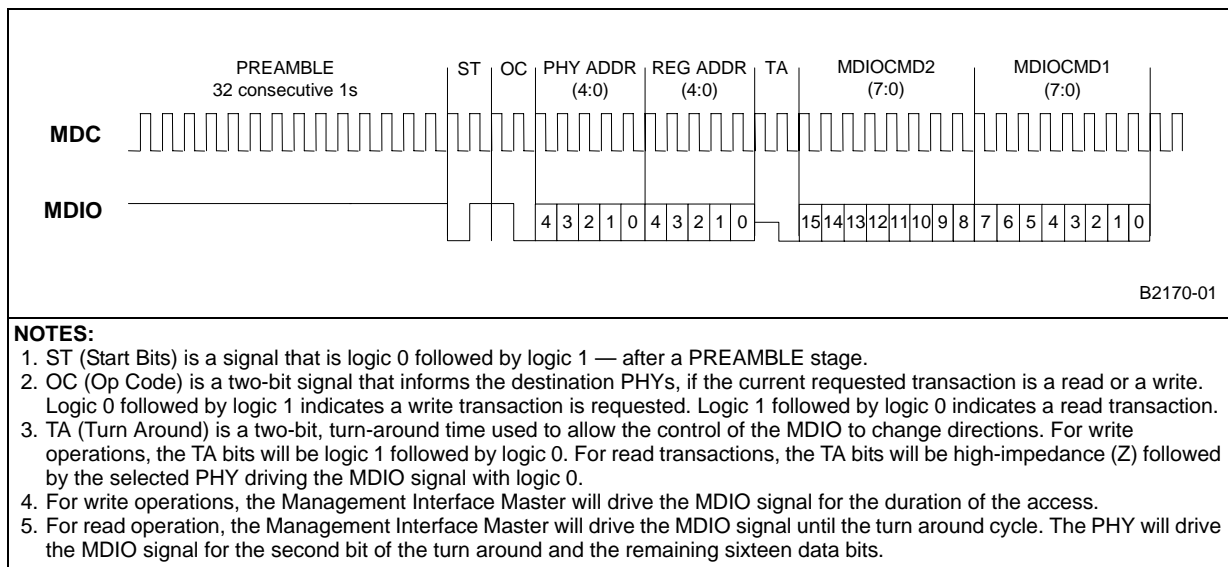 PREAMBLE
32 consecutive 1s
ST
OC
PHY ADDR
(4:0)
REG ADDR
(4:0)
TA
MDIOCMD2
(7:0)
MDIOCMD1
(7:0)
MDC
MDIO
4 3 2 1 0 4 3 2 1 0 15 14 13 12 11 10 9 8 7 6 5 4 3 2 1 0
B2170-01
NOTES:
1. ST (Start Bits) is a signal that is logic 0 followed by logic 1 — after a PREAMBLE stage.
2. OC (Op Code) is a two-bit signal that informs the destination PHYs, if the current requested transaction is a read or a write.
Logic 0 followed by logic 1 indicates a write transaction is requested. Logic 1 followed by logic 0 indicates a read transaction.
3. TA (Turn Around) is a two-bit, turn-around time used to allow the control of the MDIO to change directions. For write
operations, the TA bits will be logic 1 followed by logic 0. For read transactions, the TA bits will be high-impedance (Z) followed
by the selected PHY driving the MDIO signal with logic 0.
4. For write operations, the Management Interface Master will drive the MDIO signal for the duration of the access.
5. For read operation, the Management Interface Master will drive the MDIO signal until the turn around cycle. The PHY will drive
the MDIO signal for the second bit of the turn around and the remaining sixteen data bits.